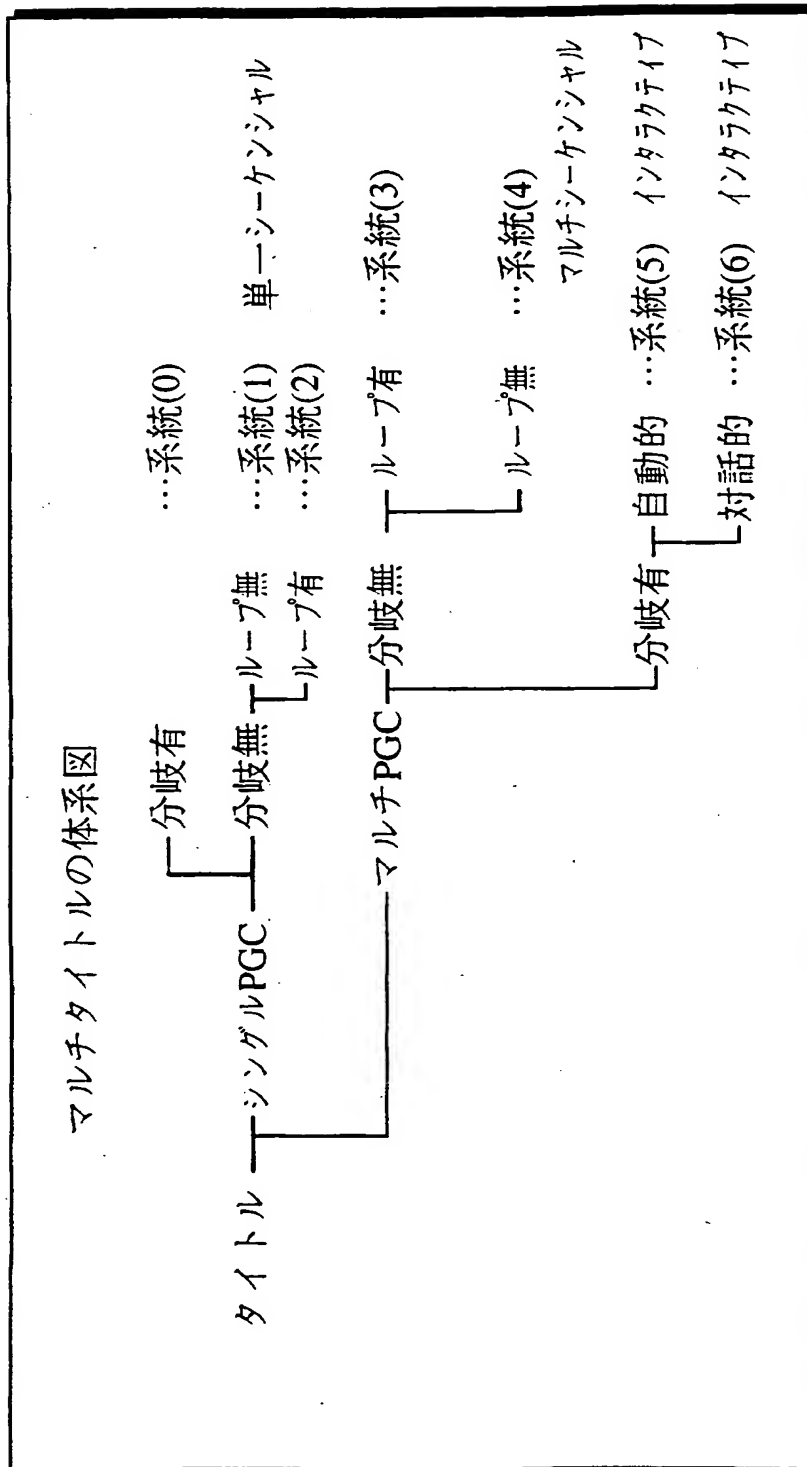 マルチタイトルの体系図
分岐有 …系統(0)
タイトル シングルPGC 分岐無 ループ無 …系統(1) 単一シーケンシャル
ループ有 …系統(2)
マルチPGC 分岐無 ループ有 …系統(3)
ループ無 …系統(4)
マルチシーケンシャル
分岐有 自動的 …系統(5) インタラクティブ
対話的 …系統(6) インタラクティブ